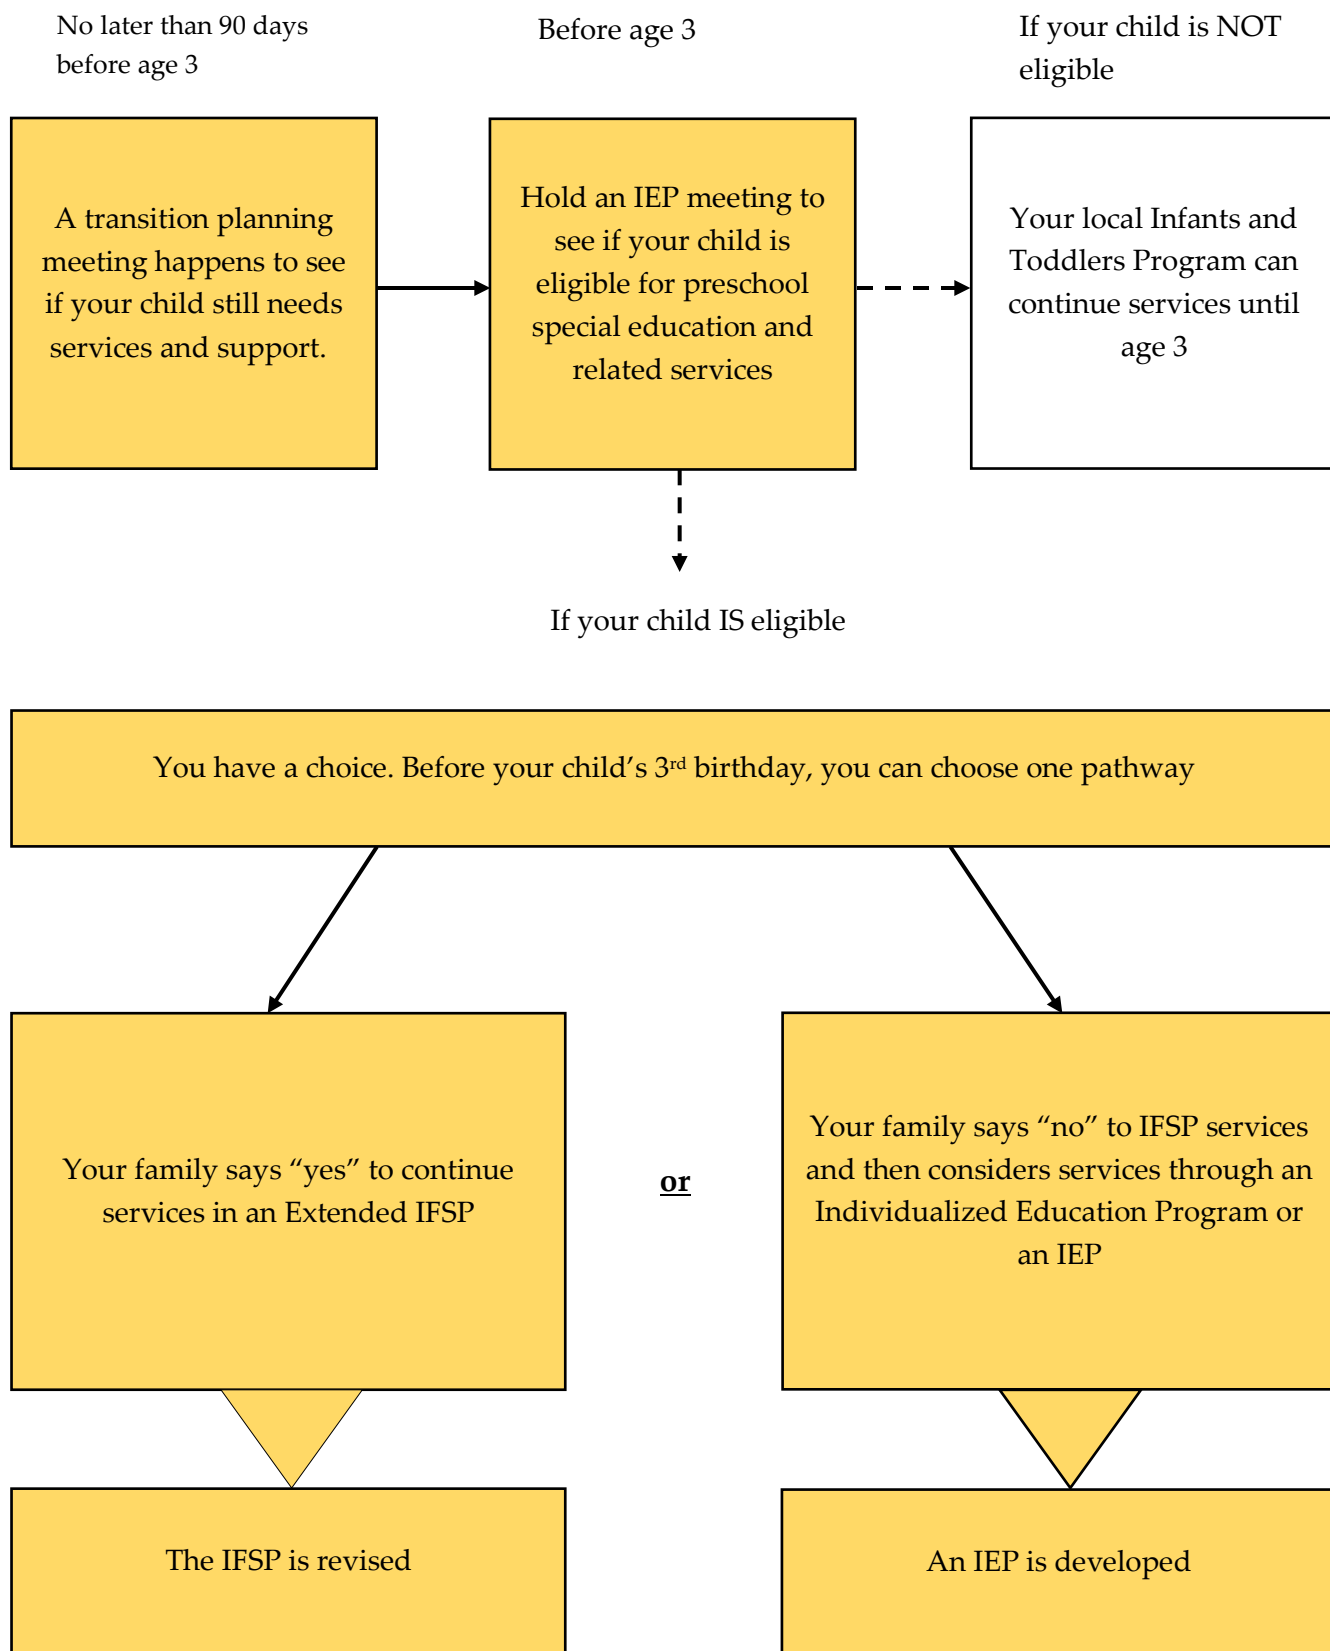 No later than 90 days
before age 3
Before age 3
If your child is NOT
eligible
A transition planning
meeting happens to see
if your child still needs
services and support.
Hold an IEP meeting to
see if your child is
eligible for preschool
special education and
related services
Your local Infants and
Toddlers Program can
continue services until
age 3
If your child IS eligible
You have a choice. Before your child’s 3rd birthday, you can choose one pathway
Your family says “yes” to continue
services in an Extended IFSP
or
Your family says “no” to IFSP services
and then considers services through an
Individualized Education Program or
an IEP
The IFSP is revised
An IEP is developed